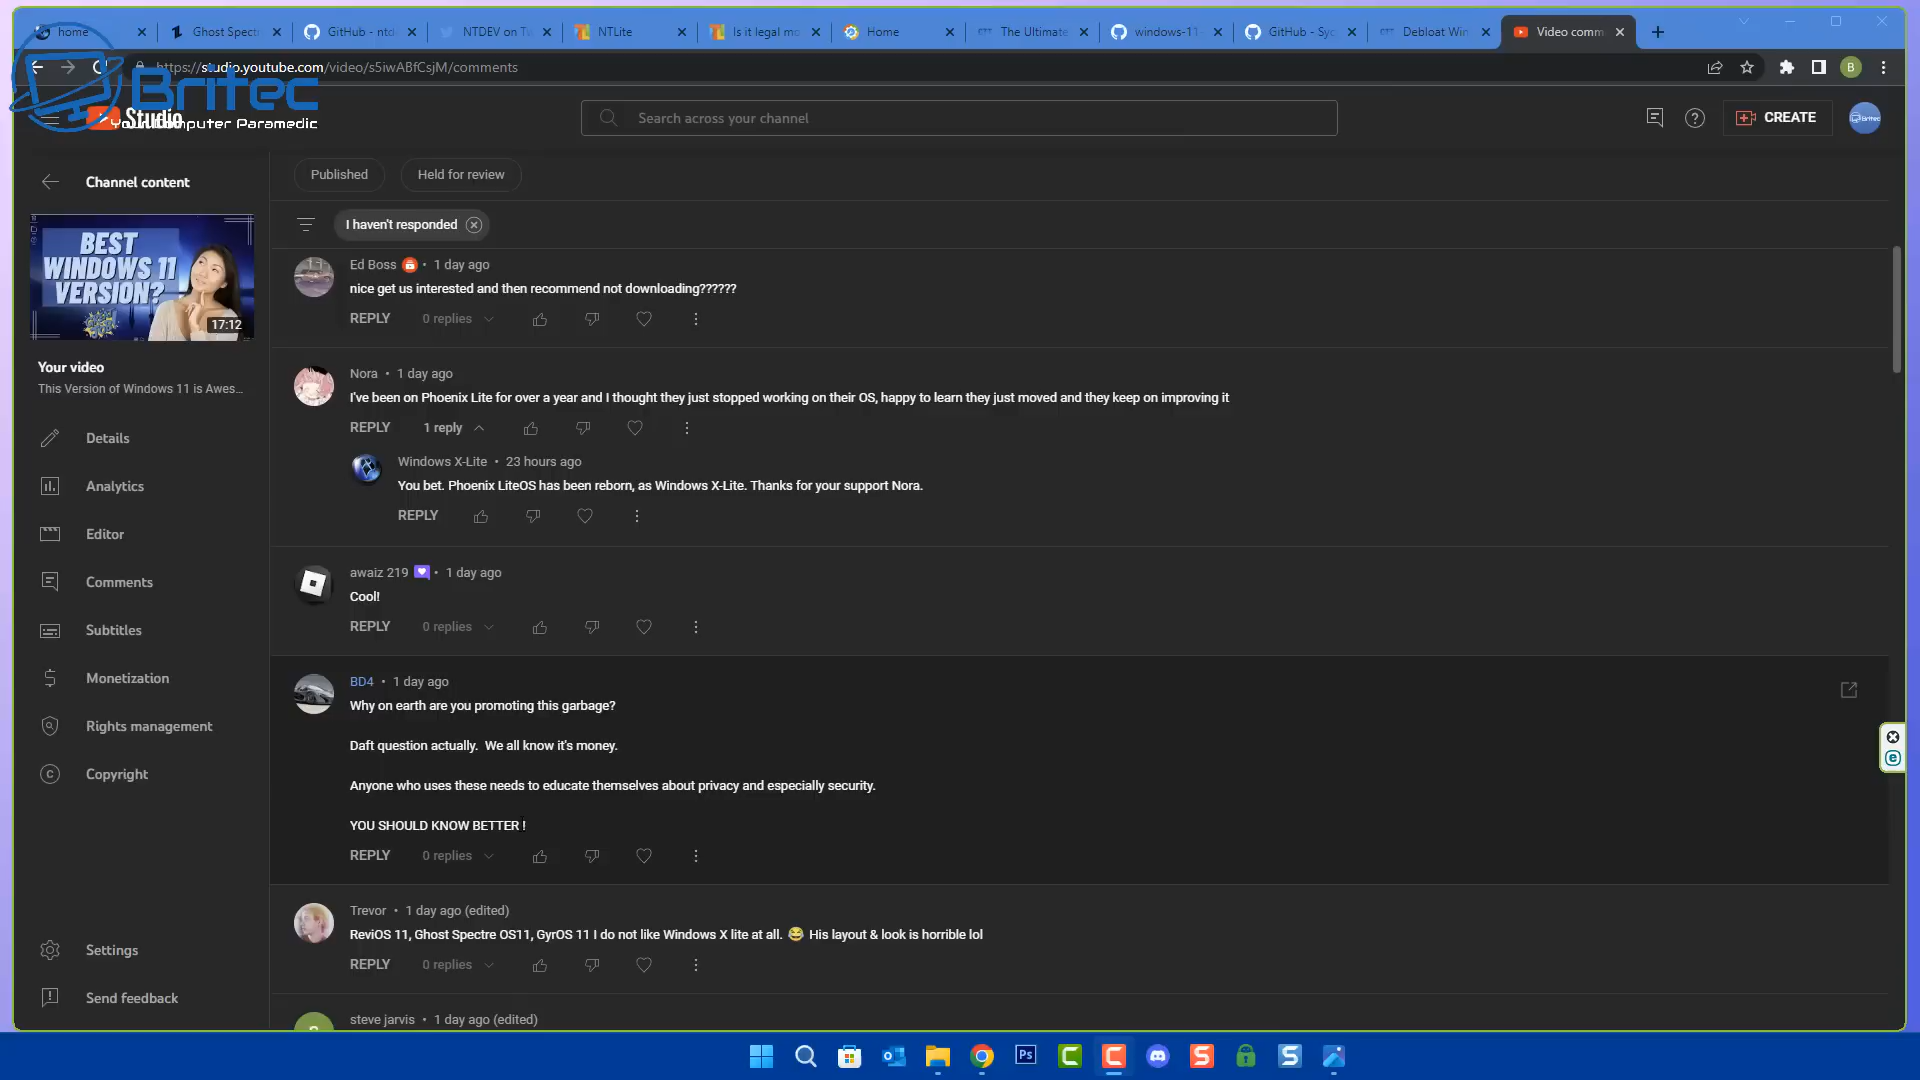 home
Ghost Spectr
GitHub - ntd
NTDEV on Tw
NTLite
Is it legal mo
Home
The Ultimate
windows-11-
GitHub - Syc
Debloat Win
Video comm
https://studio.youtube.com/video/s5iwABfCsjM/comments
Britec
Your Computer Paramedic
Studio
Search across your channel
CREATE
Channel content
Published
Held for review
I haven't responded
BEST
WINDOWS 11
VERSION?
17:12
Your video
This Version of Windows 11 is Awes...
Details
Analytics
Editor
Comments
Subtitles
Monetization
Rights management
Copyright
Settings
Send feedback
Ed Boss • 1 day ago
nice get us interested and then recommend not downloading??????
REPLY 0 replies
Nora • 1 day ago
I've been on Phoenix Lite for over a year and I thought they just stopped working on their OS, happy to learn they just moved and they keep on improving it
REPLY 1 reply
Windows X-Lite • 23 hours ago
You bet. Phoenix LiteOS has been reborn, as Windows X-Lite. Thanks for your support Nora.
REPLY
awaiz 219 • 1 day ago
Cool!
REPLY 0 replies
BD4 • 1 day ago
Why on earth are you promoting this garbage?
Daft question actually. We all know it's money.
Anyone who uses these needs to educate themselves about privacy and especially security.
YOU SHOULD KNOW BETTER !
REPLY 0 replies
Trevor • 1 day ago (edited)
ReviOS 11, Ghost Spectre OS11, GyrOS 11 I do not like Windows X lite at all. 😂 His layout & look is horrible lol
REPLY 0 replies
steve jarvis • 1 day ago (edited)